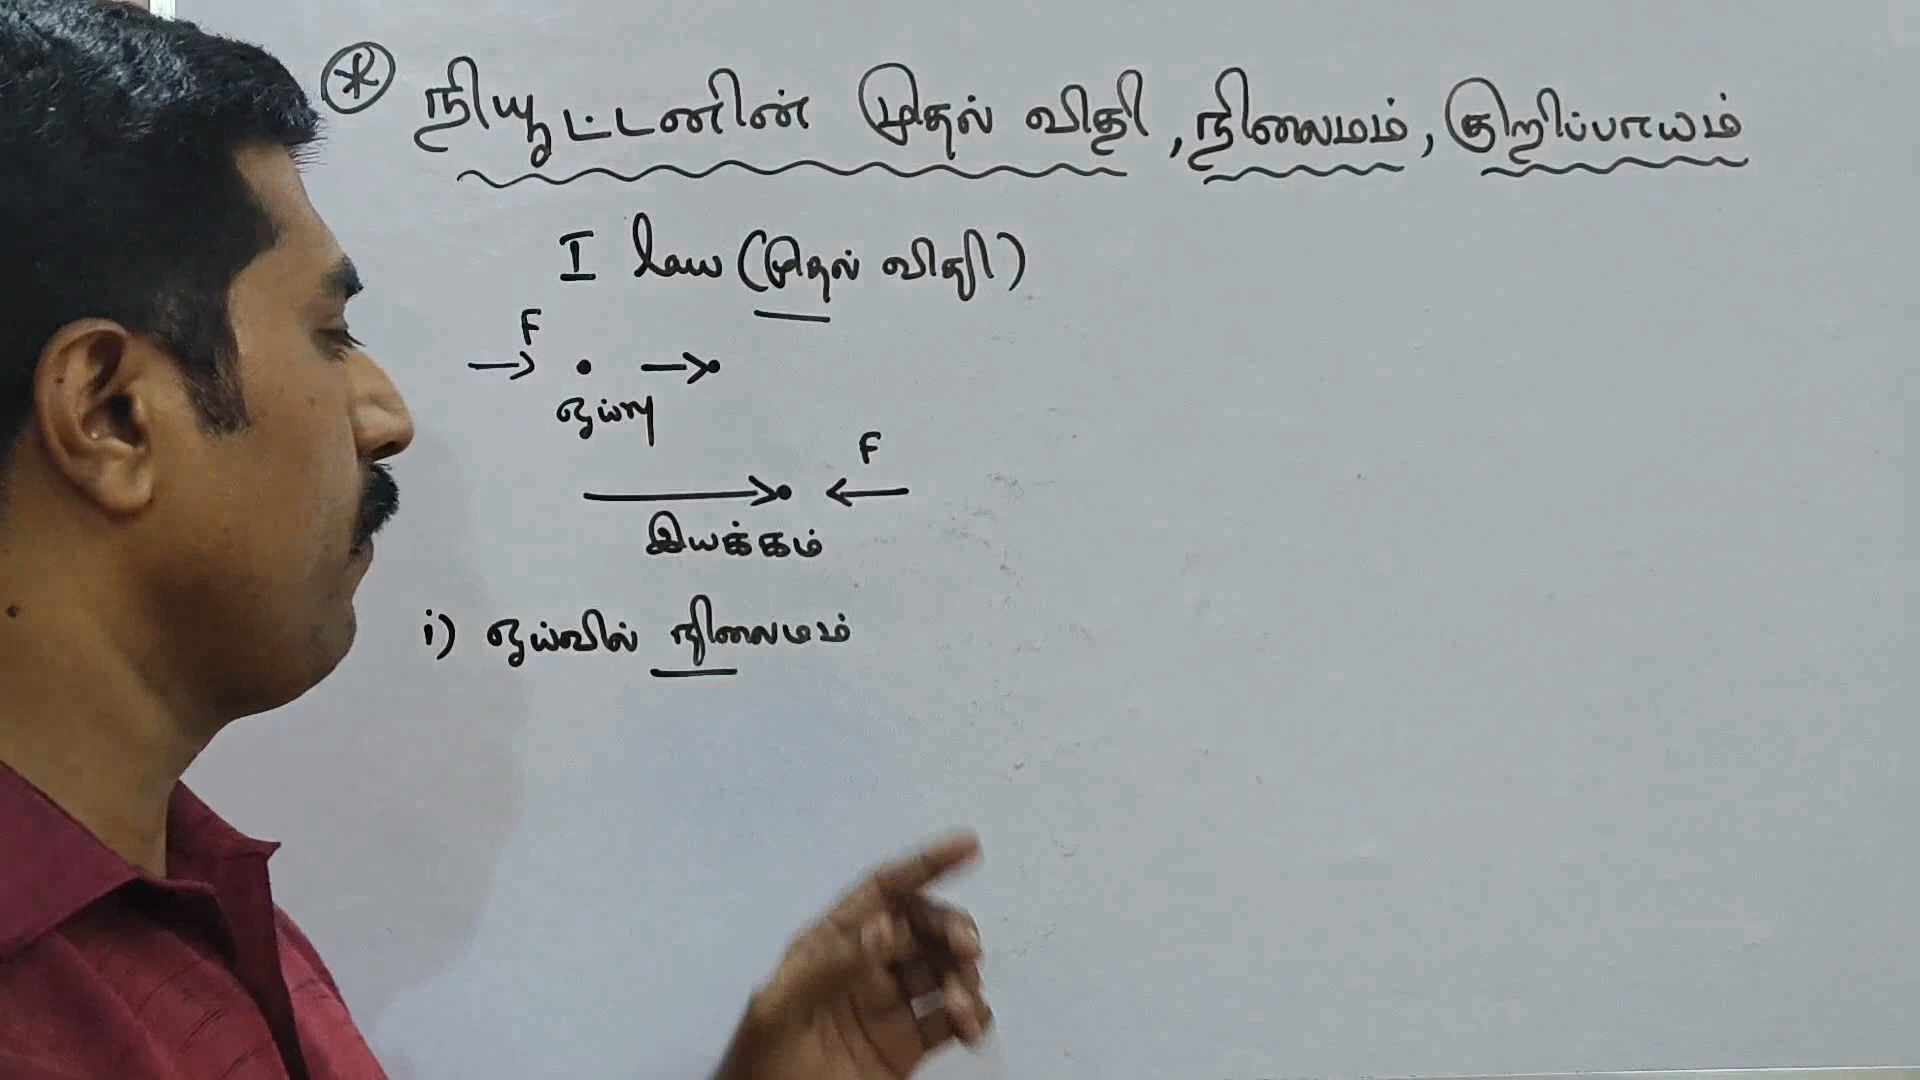 நியூட்டனின் முதல் விதி, நிலைமம், குறிப்பாயம்
I law (முதல் விதி)
F
ஓய்வு
F
இயக்கம்
i) ஓய்வில் நிலைமம்